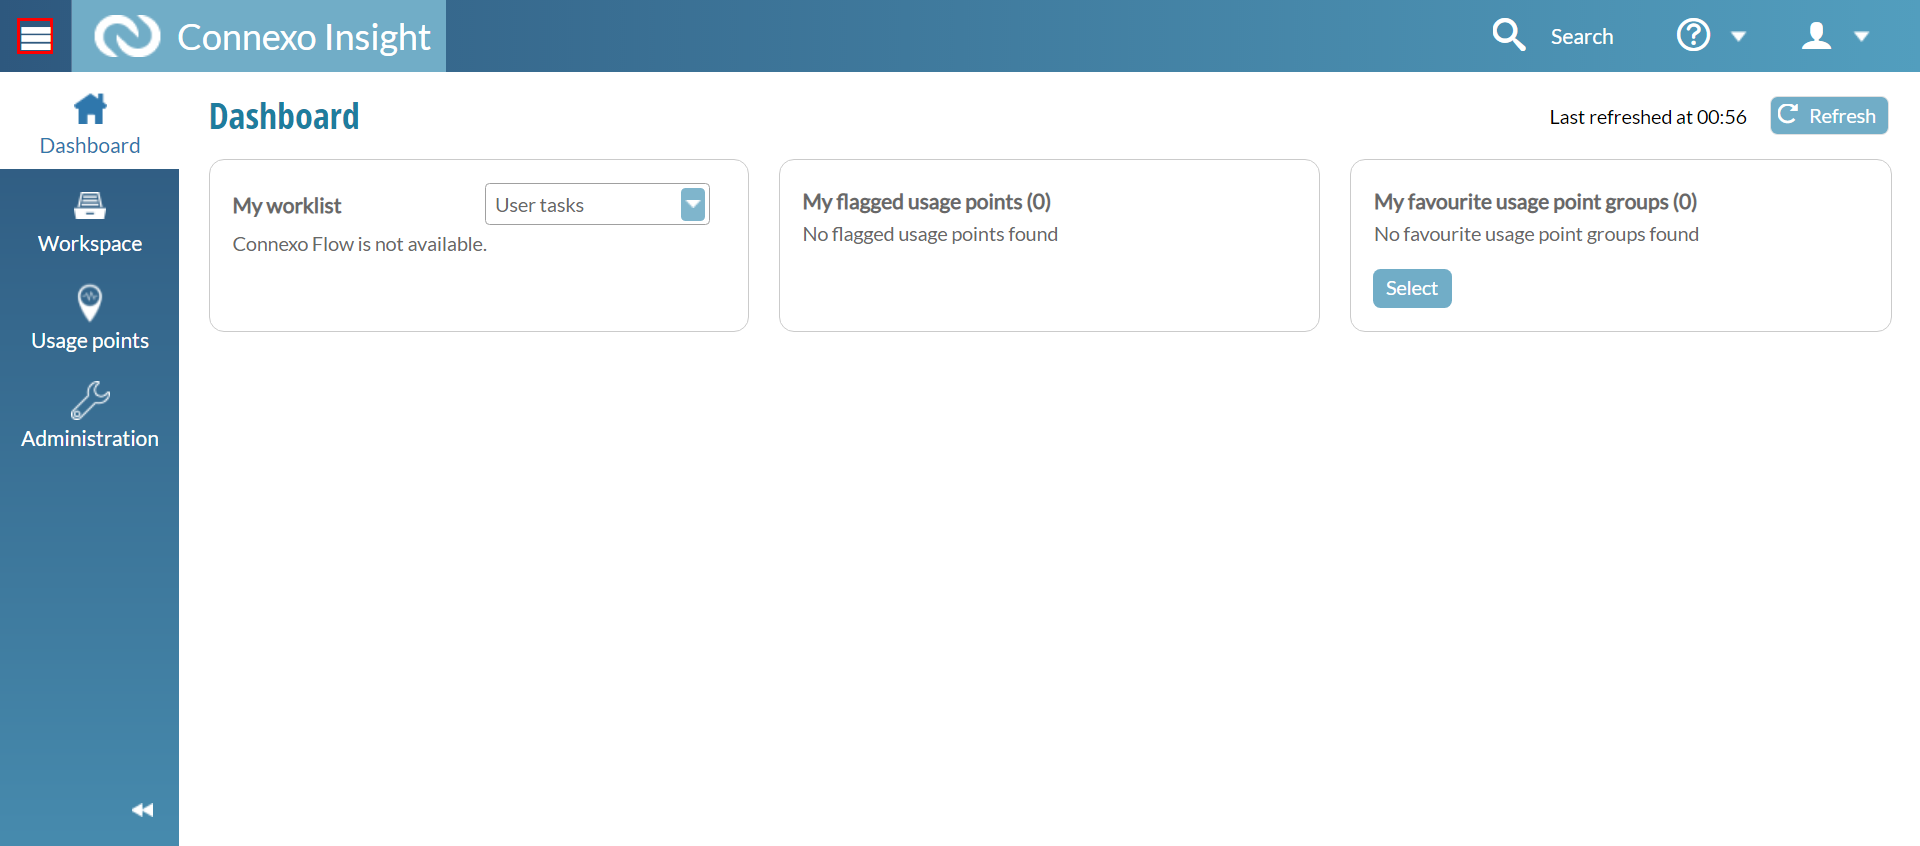 Connexo Insight
Search
Dashboard
Workspace
Usage points
Administration
Dashboard
Last refreshed at 00:56
Refresh
My worklist
User tasks
Connexo Flow is not available.
My flagged usage points (0)
No flagged usage points found
My favourite usage point groups (0)
No favourite usage point groups found
Select